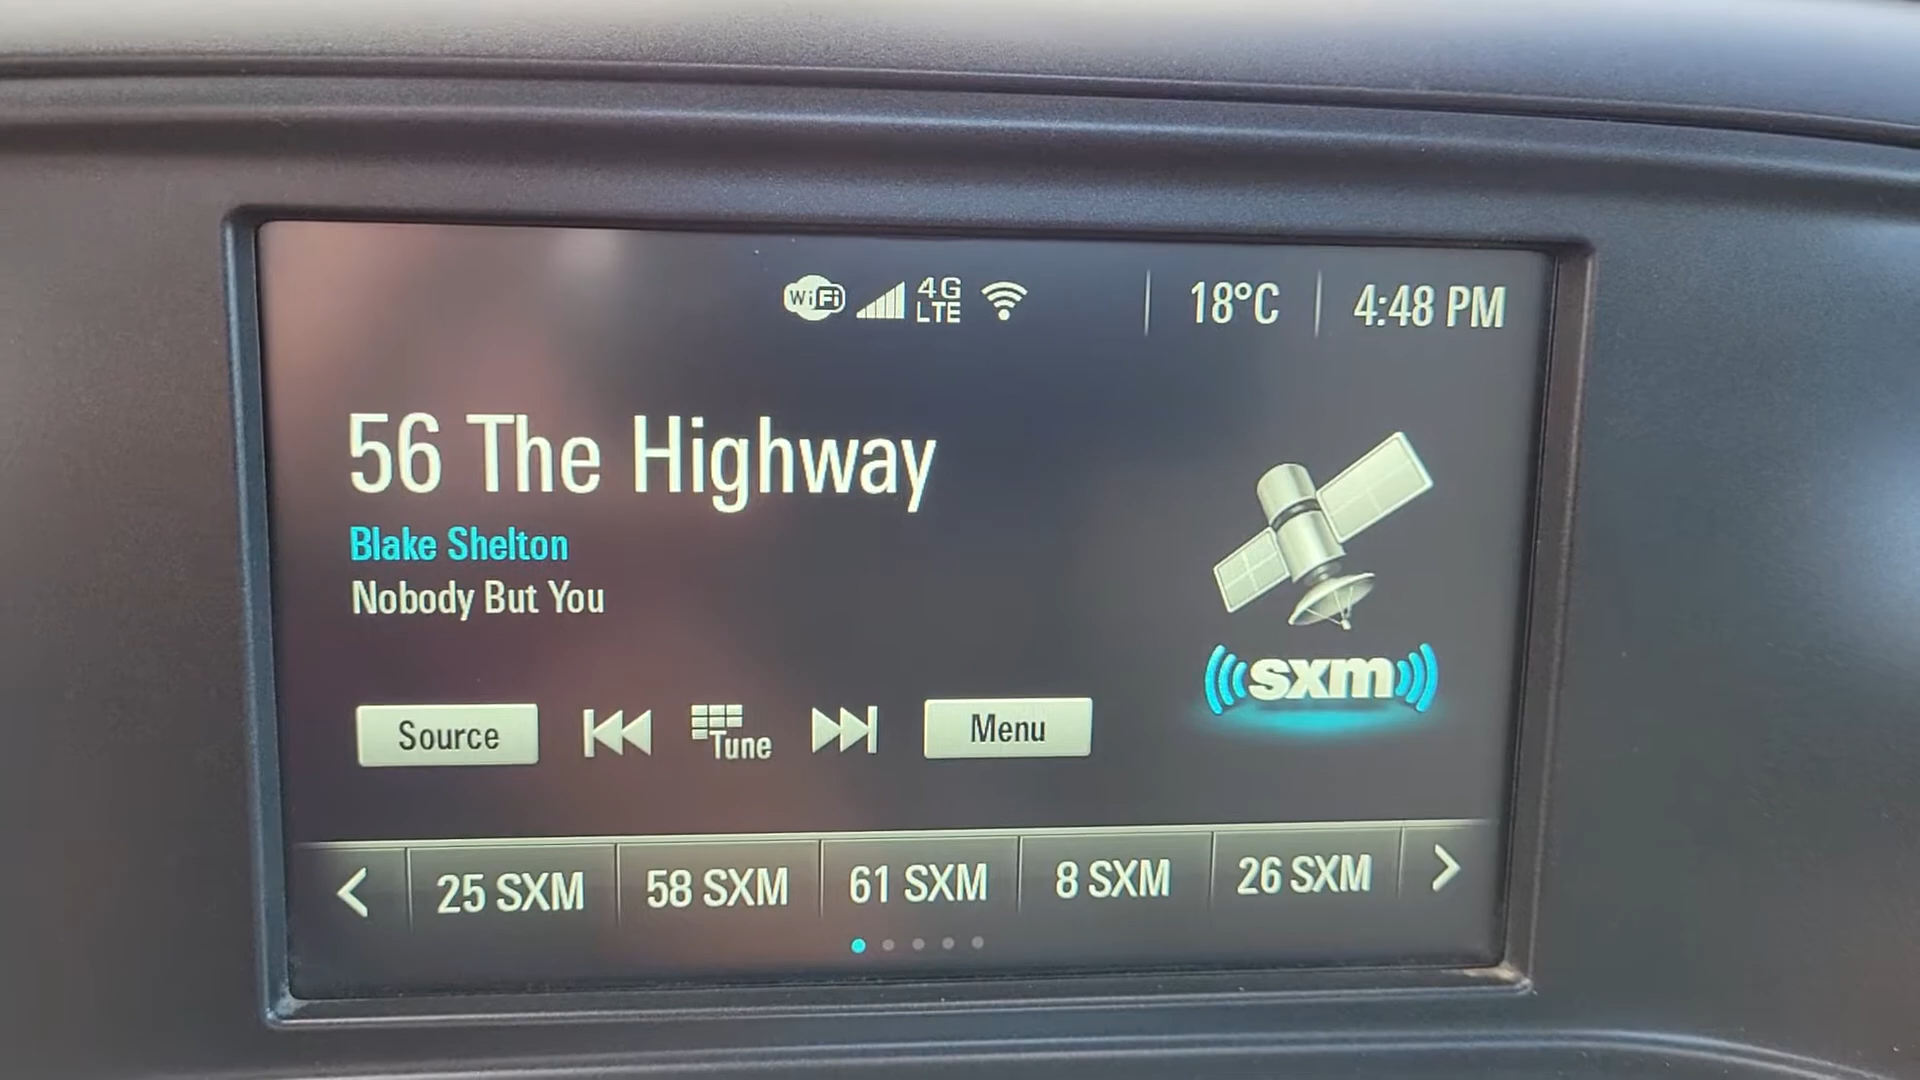 WiFi 4G LTE 18°C 4:48 PM
56 The Highway
Blake Shelton
Nobody But You
sxm
Source Tune Menu
25 SXM 58 SXM 61 SXM 8 SXM 26 SXM